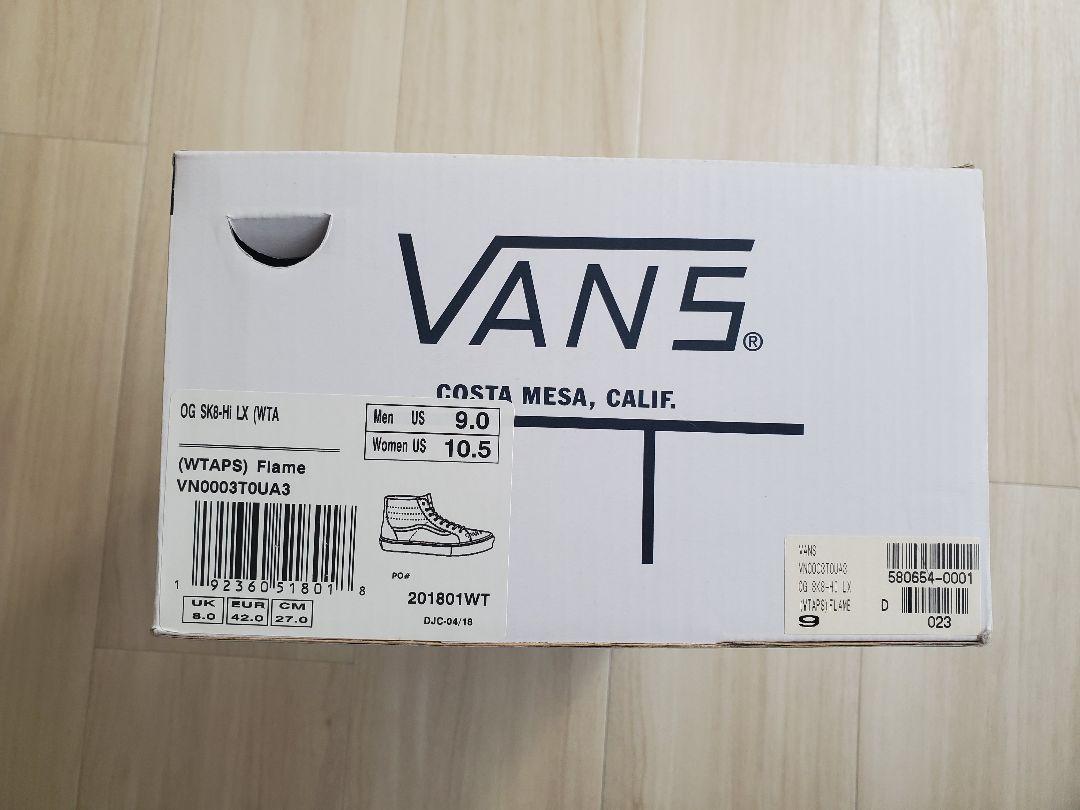 VANS®
COSTA MESA, CALIF.
OG SK8-Hi LX (WTA
Men US 9.0
Women US 10.5
(WTAPS) Flame
VN0003T0UA3
1 92360 51801 8
UK 8.0
EUR 42.0
CM 27.0
PO#
201801WT
DJC-04/18
VANS
VN0003T0UA3
OG SK8-Hi LX
(WTAPS)FLAME
9
580654-0001
D
023